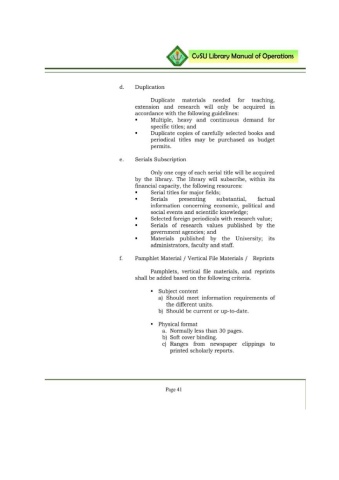 CvSU Library Manual of Operations
d. Duplication
Duplicate materials needed for teaching,
extension and research will only be acquired in
accordance with the following guidelines:
▪ Multiple, heavy and continuous demand for
specific titles; and
▪ Duplicate copies of carefully selected books and
periodical titles may be purchased as budget
permits.
e. Serials Subscription
Only one copy of each serial title will be acquired
by the library. The library will subscribe, within its
financial capacity, the following resources:
▪ Serial titles for major fields;
▪ Serials presenting substantial, factual
information concerning economic, political and
social events and scientific knowledge;
▪ Selected foreign periodicals with research value;
▪ Serials of research values published by the
government agencies; and
▪ Materials published by the University; its
administrators, faculty and staff.
f. Pamphlet Material / Vertical File Materials / Reprints
Pamphlets, vertical file materials, and reprints
shall be added based on the following criteria.
▪ Subject content
a) Should meet information requirements of
the different units.
b) Should be current or up-to-date.
▪ Physical format
a. Normally less than 30 pages.
b) Soft cover binding.
c) Ranges from newspaper clippings to
printed scholarly reports.
Page 41